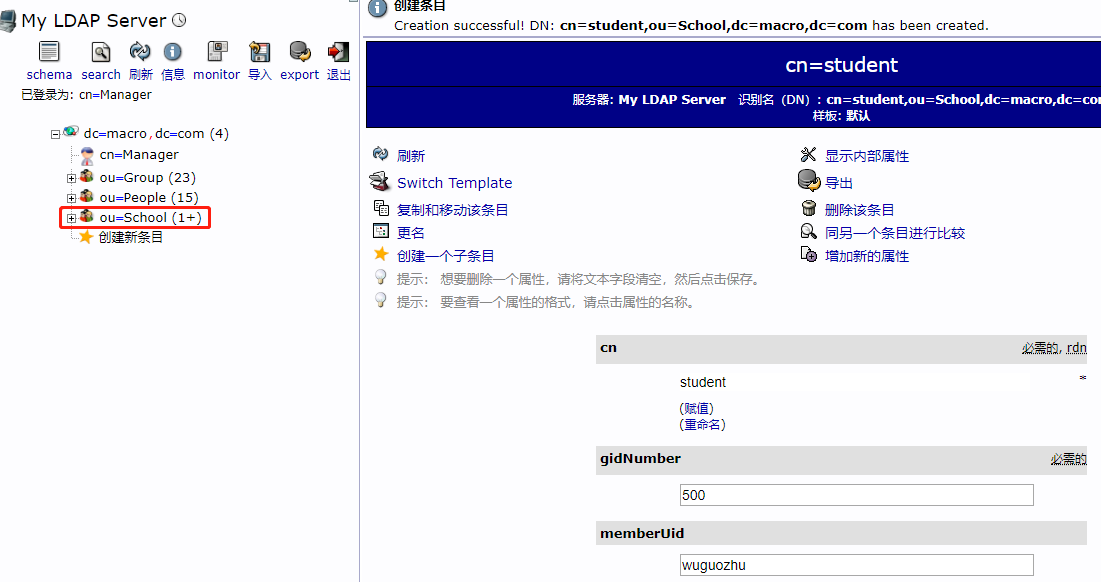 My LDAP Server
schema search 刷新 信息 monitor 导入 export 退出
已登录为: cn=Manager
dc=macro,dc=com (4)
cn=Manager
ou=Group (23)
ou=People (15)
ou=School (1+)
创建新条目
创建条目
Creation successful! DN: cn=student,ou=School,dc=macro,dc=com has been created.
cn=student
服务器: My LDAP Server 识别名（DN）: cn=student,ou=School,dc=macro,dc=com
样板: 默认
刷新 显示内部属性
Switch Template 导出
复制和移动该条目 删除该条目
更名 同另一个条目进行比较
创建一个子条目 增加新的属性
提示： 想要删除一个属性，请将文本字段清空，然后点击保存。
提示： 要查看一个属性的格式，请点击属性的名称。
cn 必需的, rdn
student *
(赋值)
(重命名)
gidNumber 必需的
500
memberUid
wuguozhu